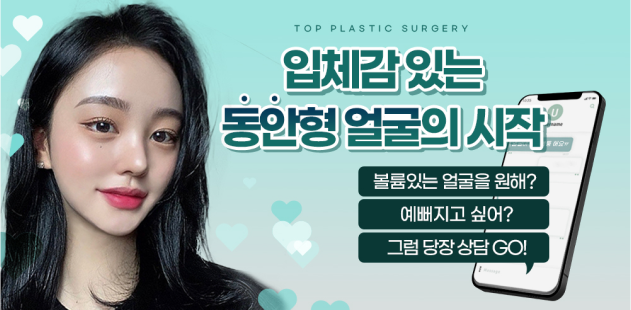 TOP PLASTIC SURGERY
입체감 있는
동안형 얼굴의 시작
볼륨있는 얼굴을 원해?
예뻐지고 싶어?
그럼 당장 상담 GO!